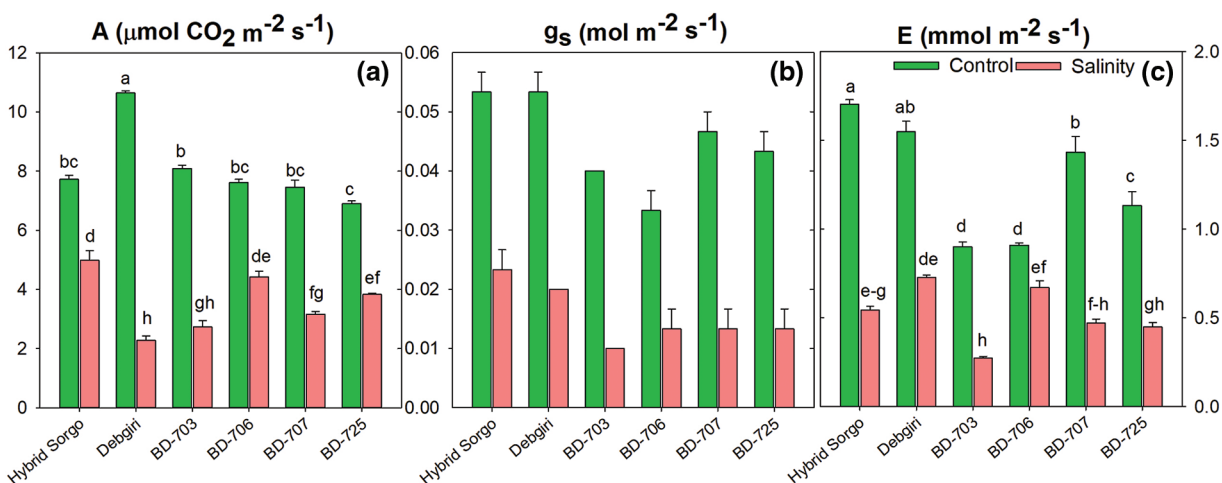 A (μmol CO2 m-2 s-1)
gs (mol m-2 s-1)
E (mmol m-2 s-1)
(a)
(b)
(c)
Control
Salinity
12
10
8
6
4
2
0
bc
d
a
h
b
gh
bc
de
bc
fg
c
ef
Hybrid Sorgo
Debgiri
BD-703
BD-706
BD-707
BD-725
0.06
0.05
0.04
0.03
0.02
0.01
0.00
Hybrid Sorgo
Debgiri
BD-703
BD-706
BD-707
BD-725
a
e-g
ab
de
d
h
d
ef
b
f-h
c
gh
2.0
1.5
1.0
0.5
0.0
Hybrid Sorgo
Debgiri
BD-703
BD-706
BD-707
BD-725